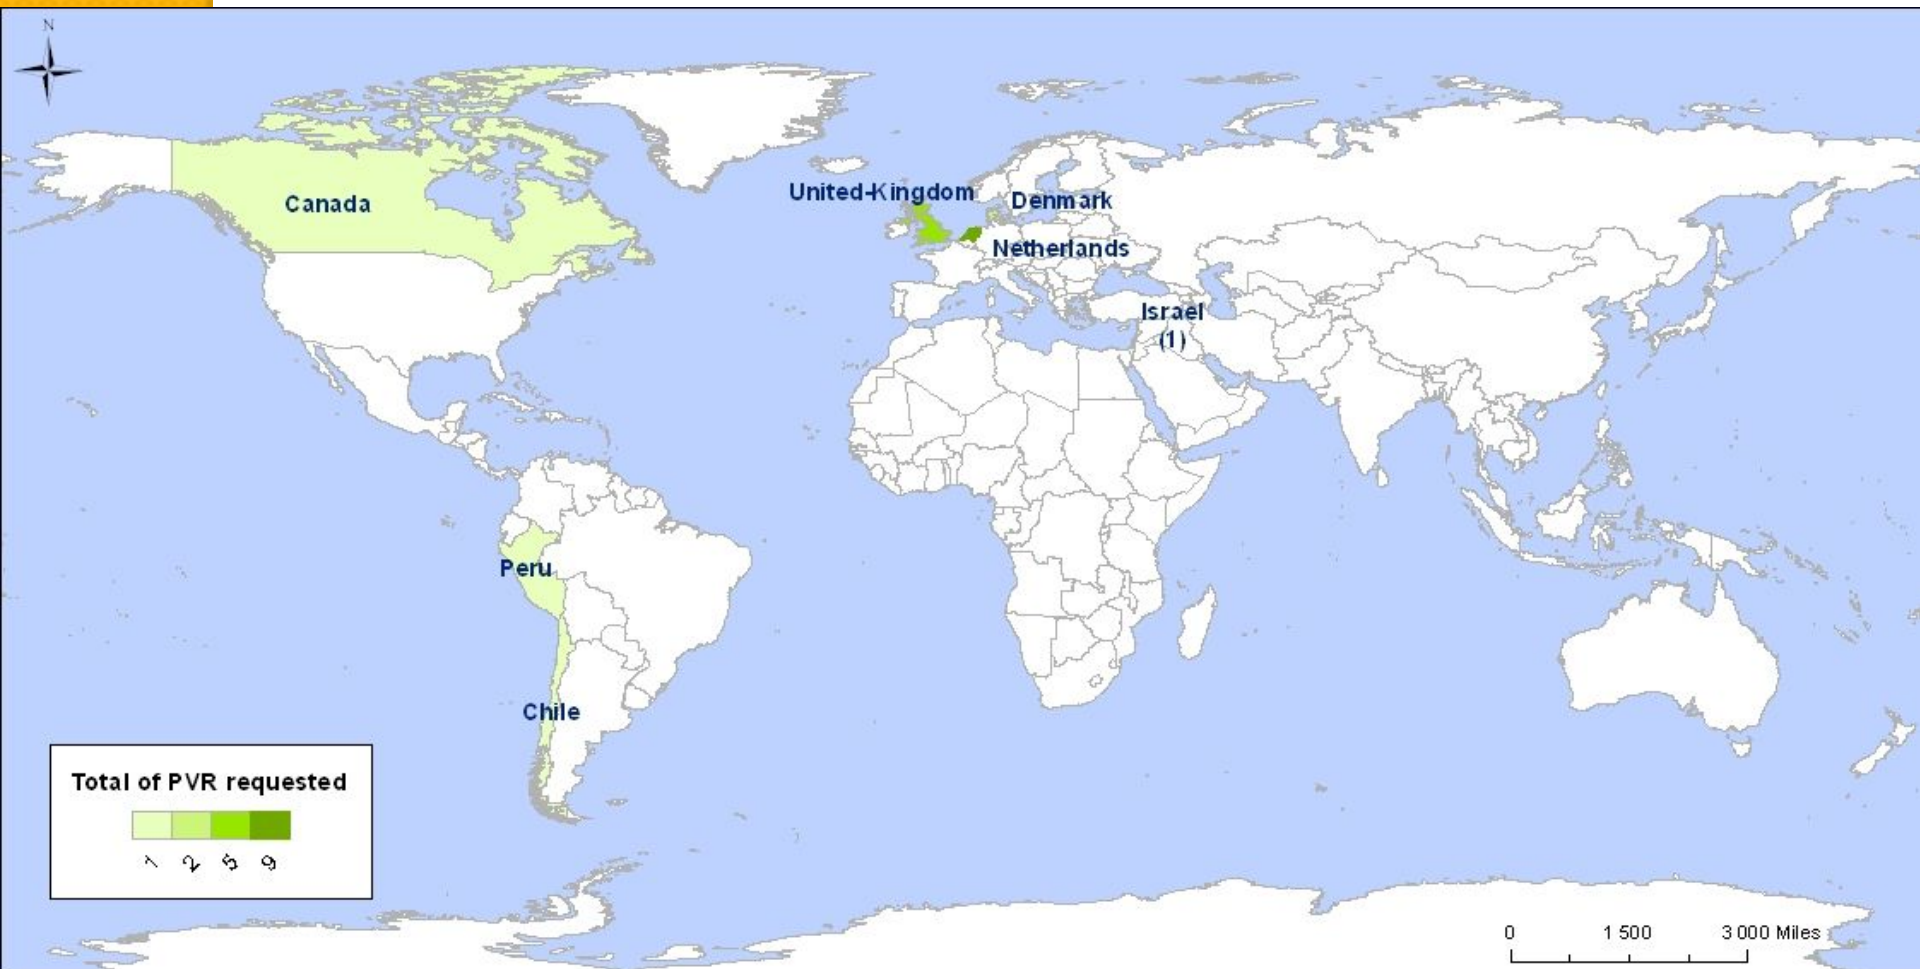 N
Canada
United-Kingdom
Denmark
Netherlands
Israel
(1)
Peru
Chile
Total of PVR requested
1 2 5 9
0 1 500 3 000 Miles